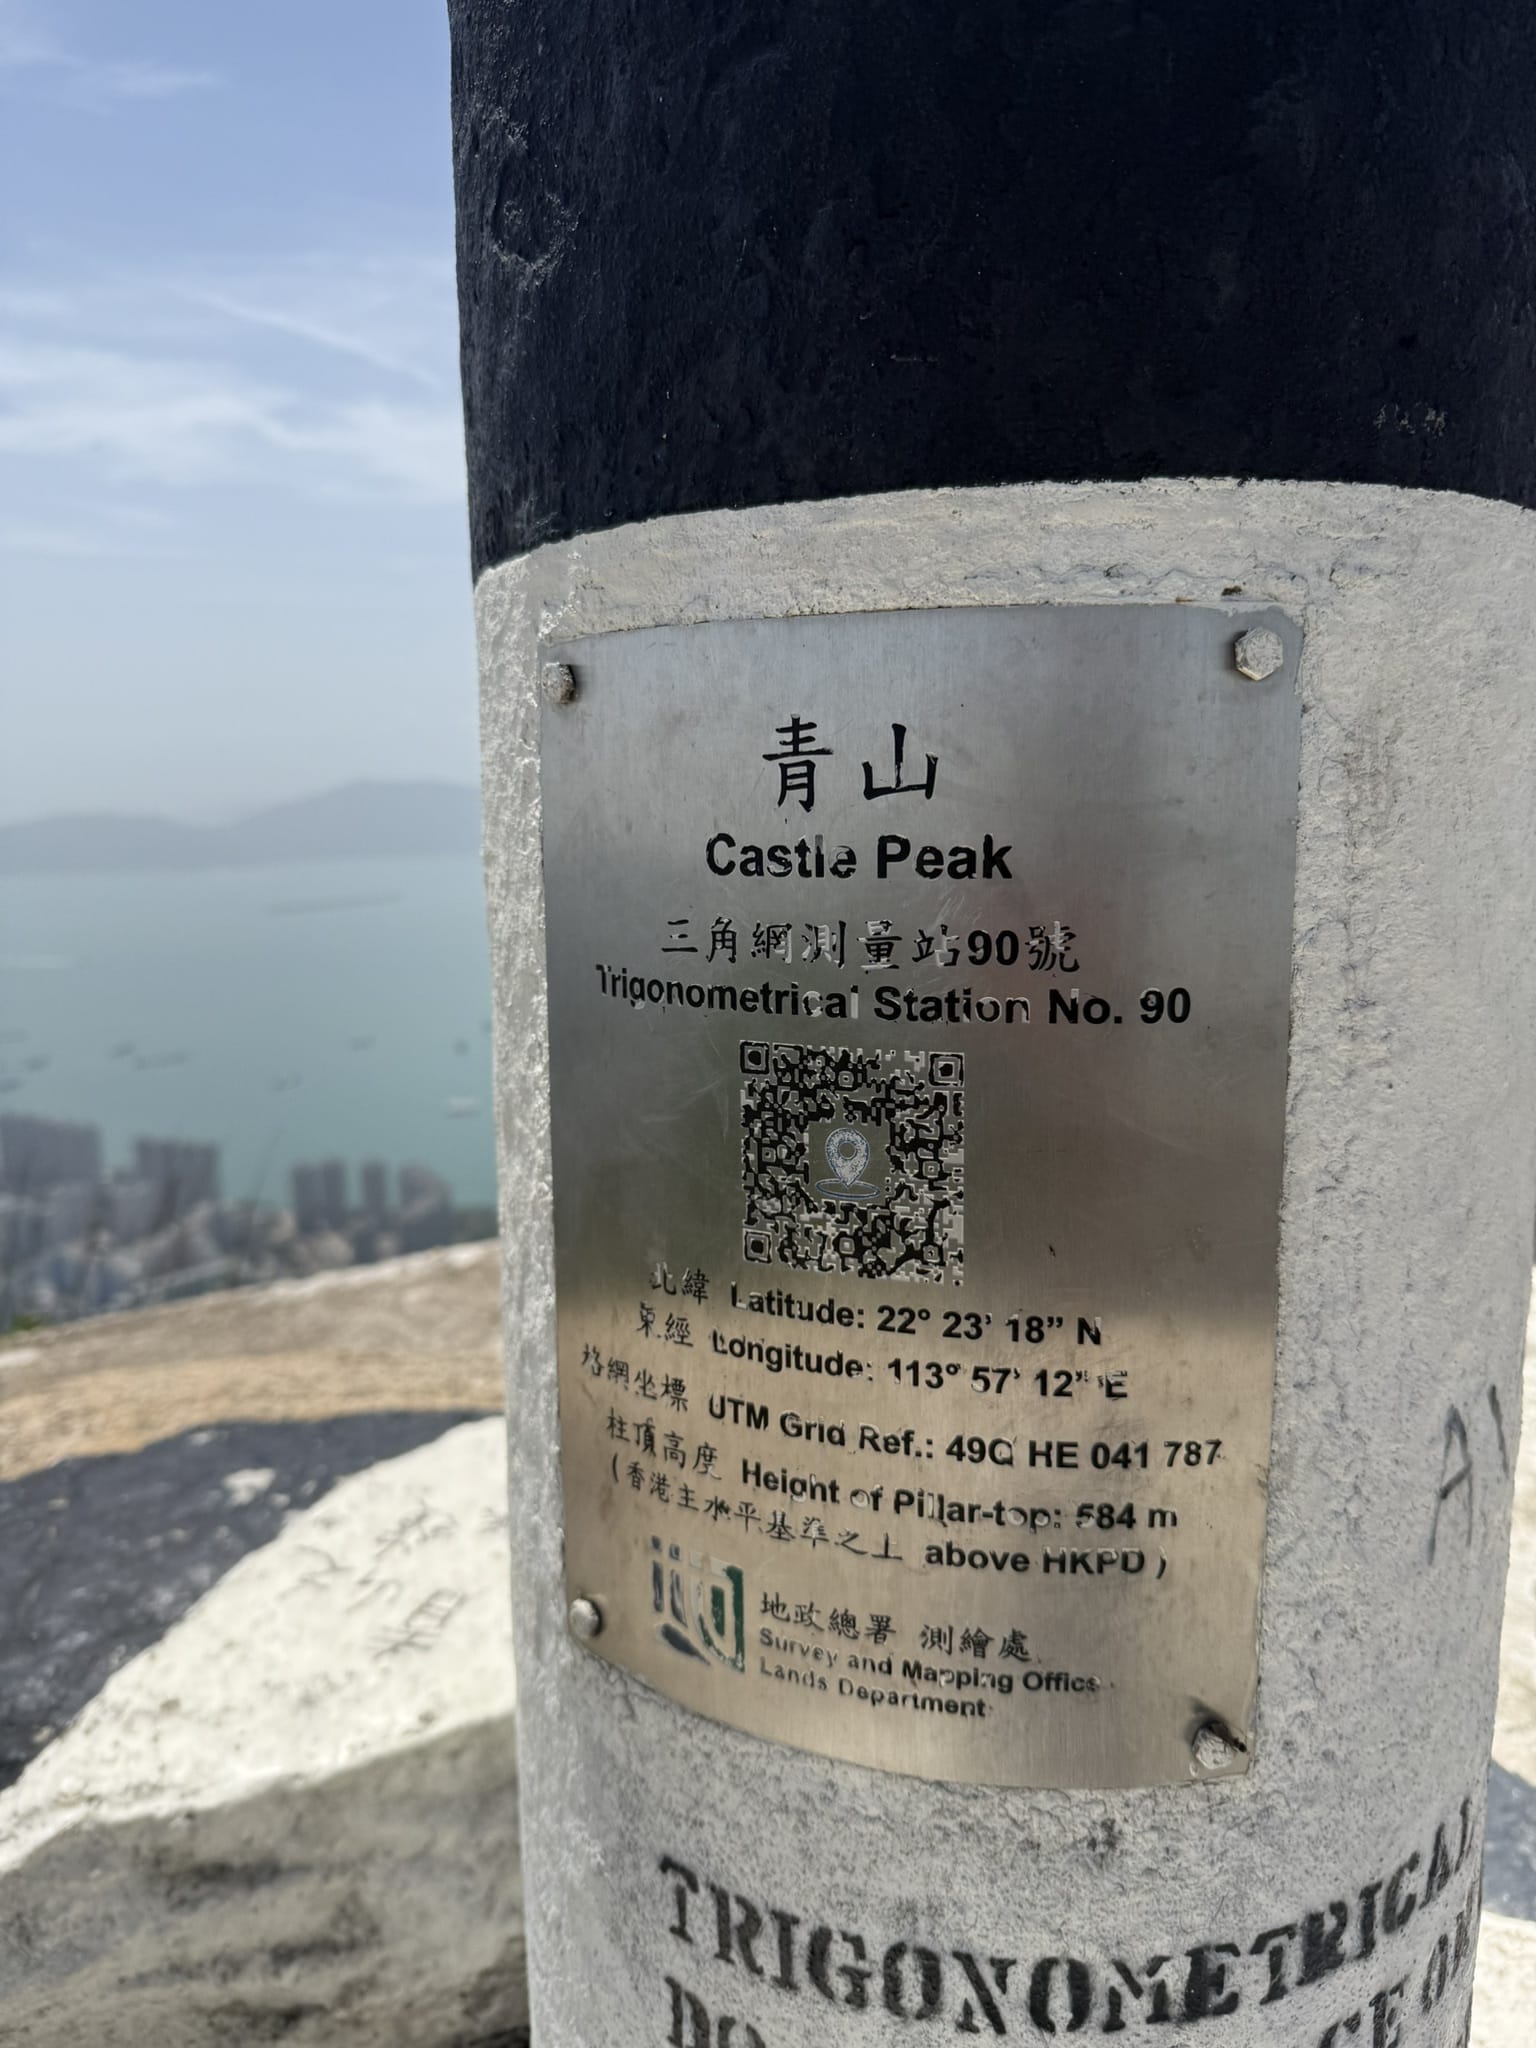 青山
Castle Peak
三角網測量站90號
Trigonometrical Station No. 90
北緯 Latitude: 22° 23' 18" N
東經 Longitude: 113° 57' 12" E
格網坐標 UTM Grid Ref.: 49Q HE 041 787
柱頂高度 Height of Pillar-top: 584 m
(香港主水平基準之上 above HKPD)
地政總署 測繪處
Survey and Mapping Office
Lands Department
TRIGONOMETRICAL